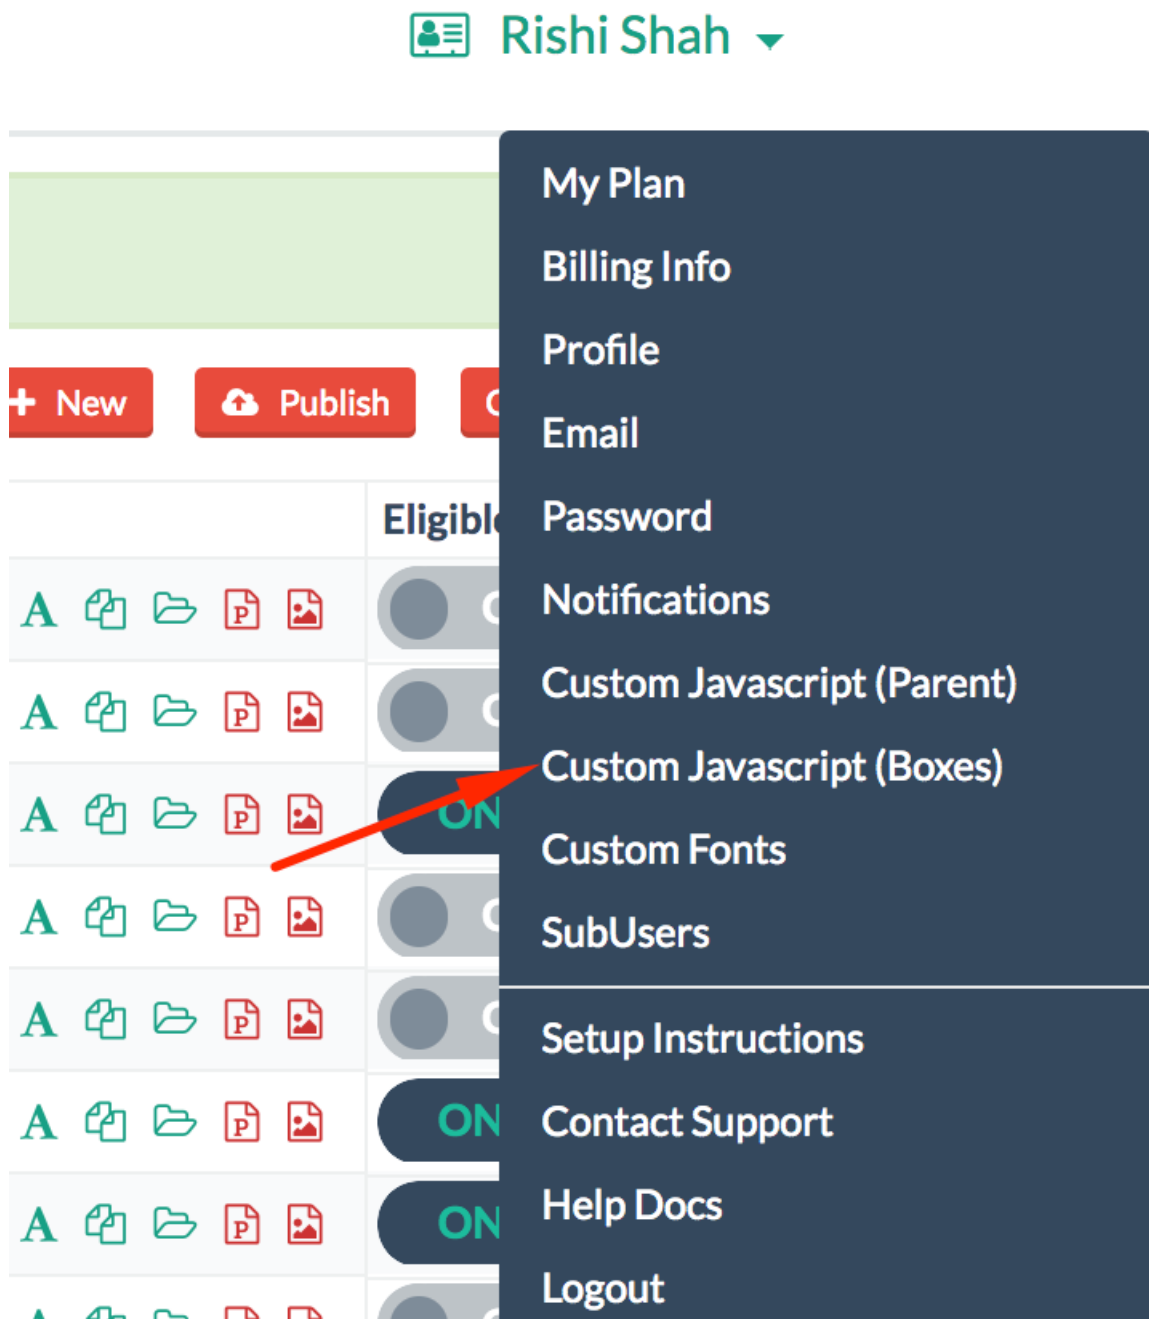 Rishi Shah
My Plan
Billing Info
Profile
New
Publish
Email
Eligible
Password
Notifications
Custom Javascript (Parent)
Custom Javascript (Boxes)
ON
Custom Fonts
SubUsers
Setup Instructions
ON
Contact Support
ON
Help Docs
Logout